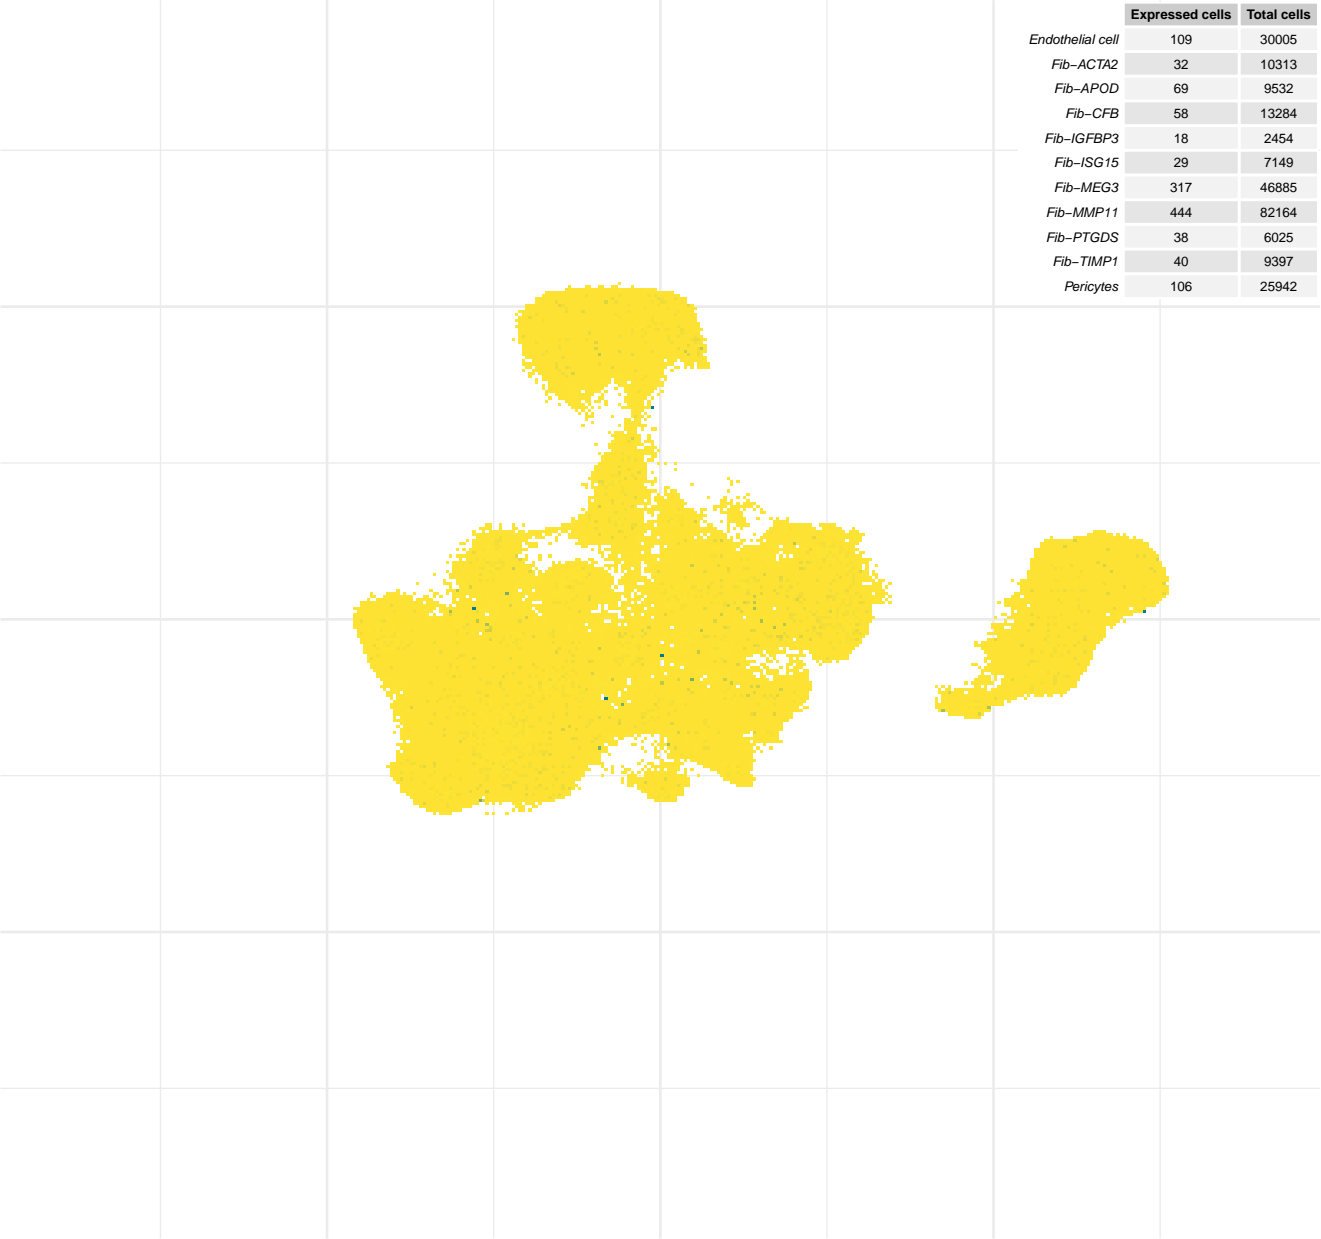 Expressed cells Total cells
Endothelial cell 109 30005
Fib−ACTA2 32 10313
Fib−APOD 69 9532
Fib−CFB 58 13284
Fib−IGFBP3 18 2454
Fib−ISG15 29 7149
Fib−MEG3 317 46885
Fib−MMP11 444 82164
Fib−PTGDS 38 6025
Fib−TIMP1 40 9397
Pericytes 106 25942